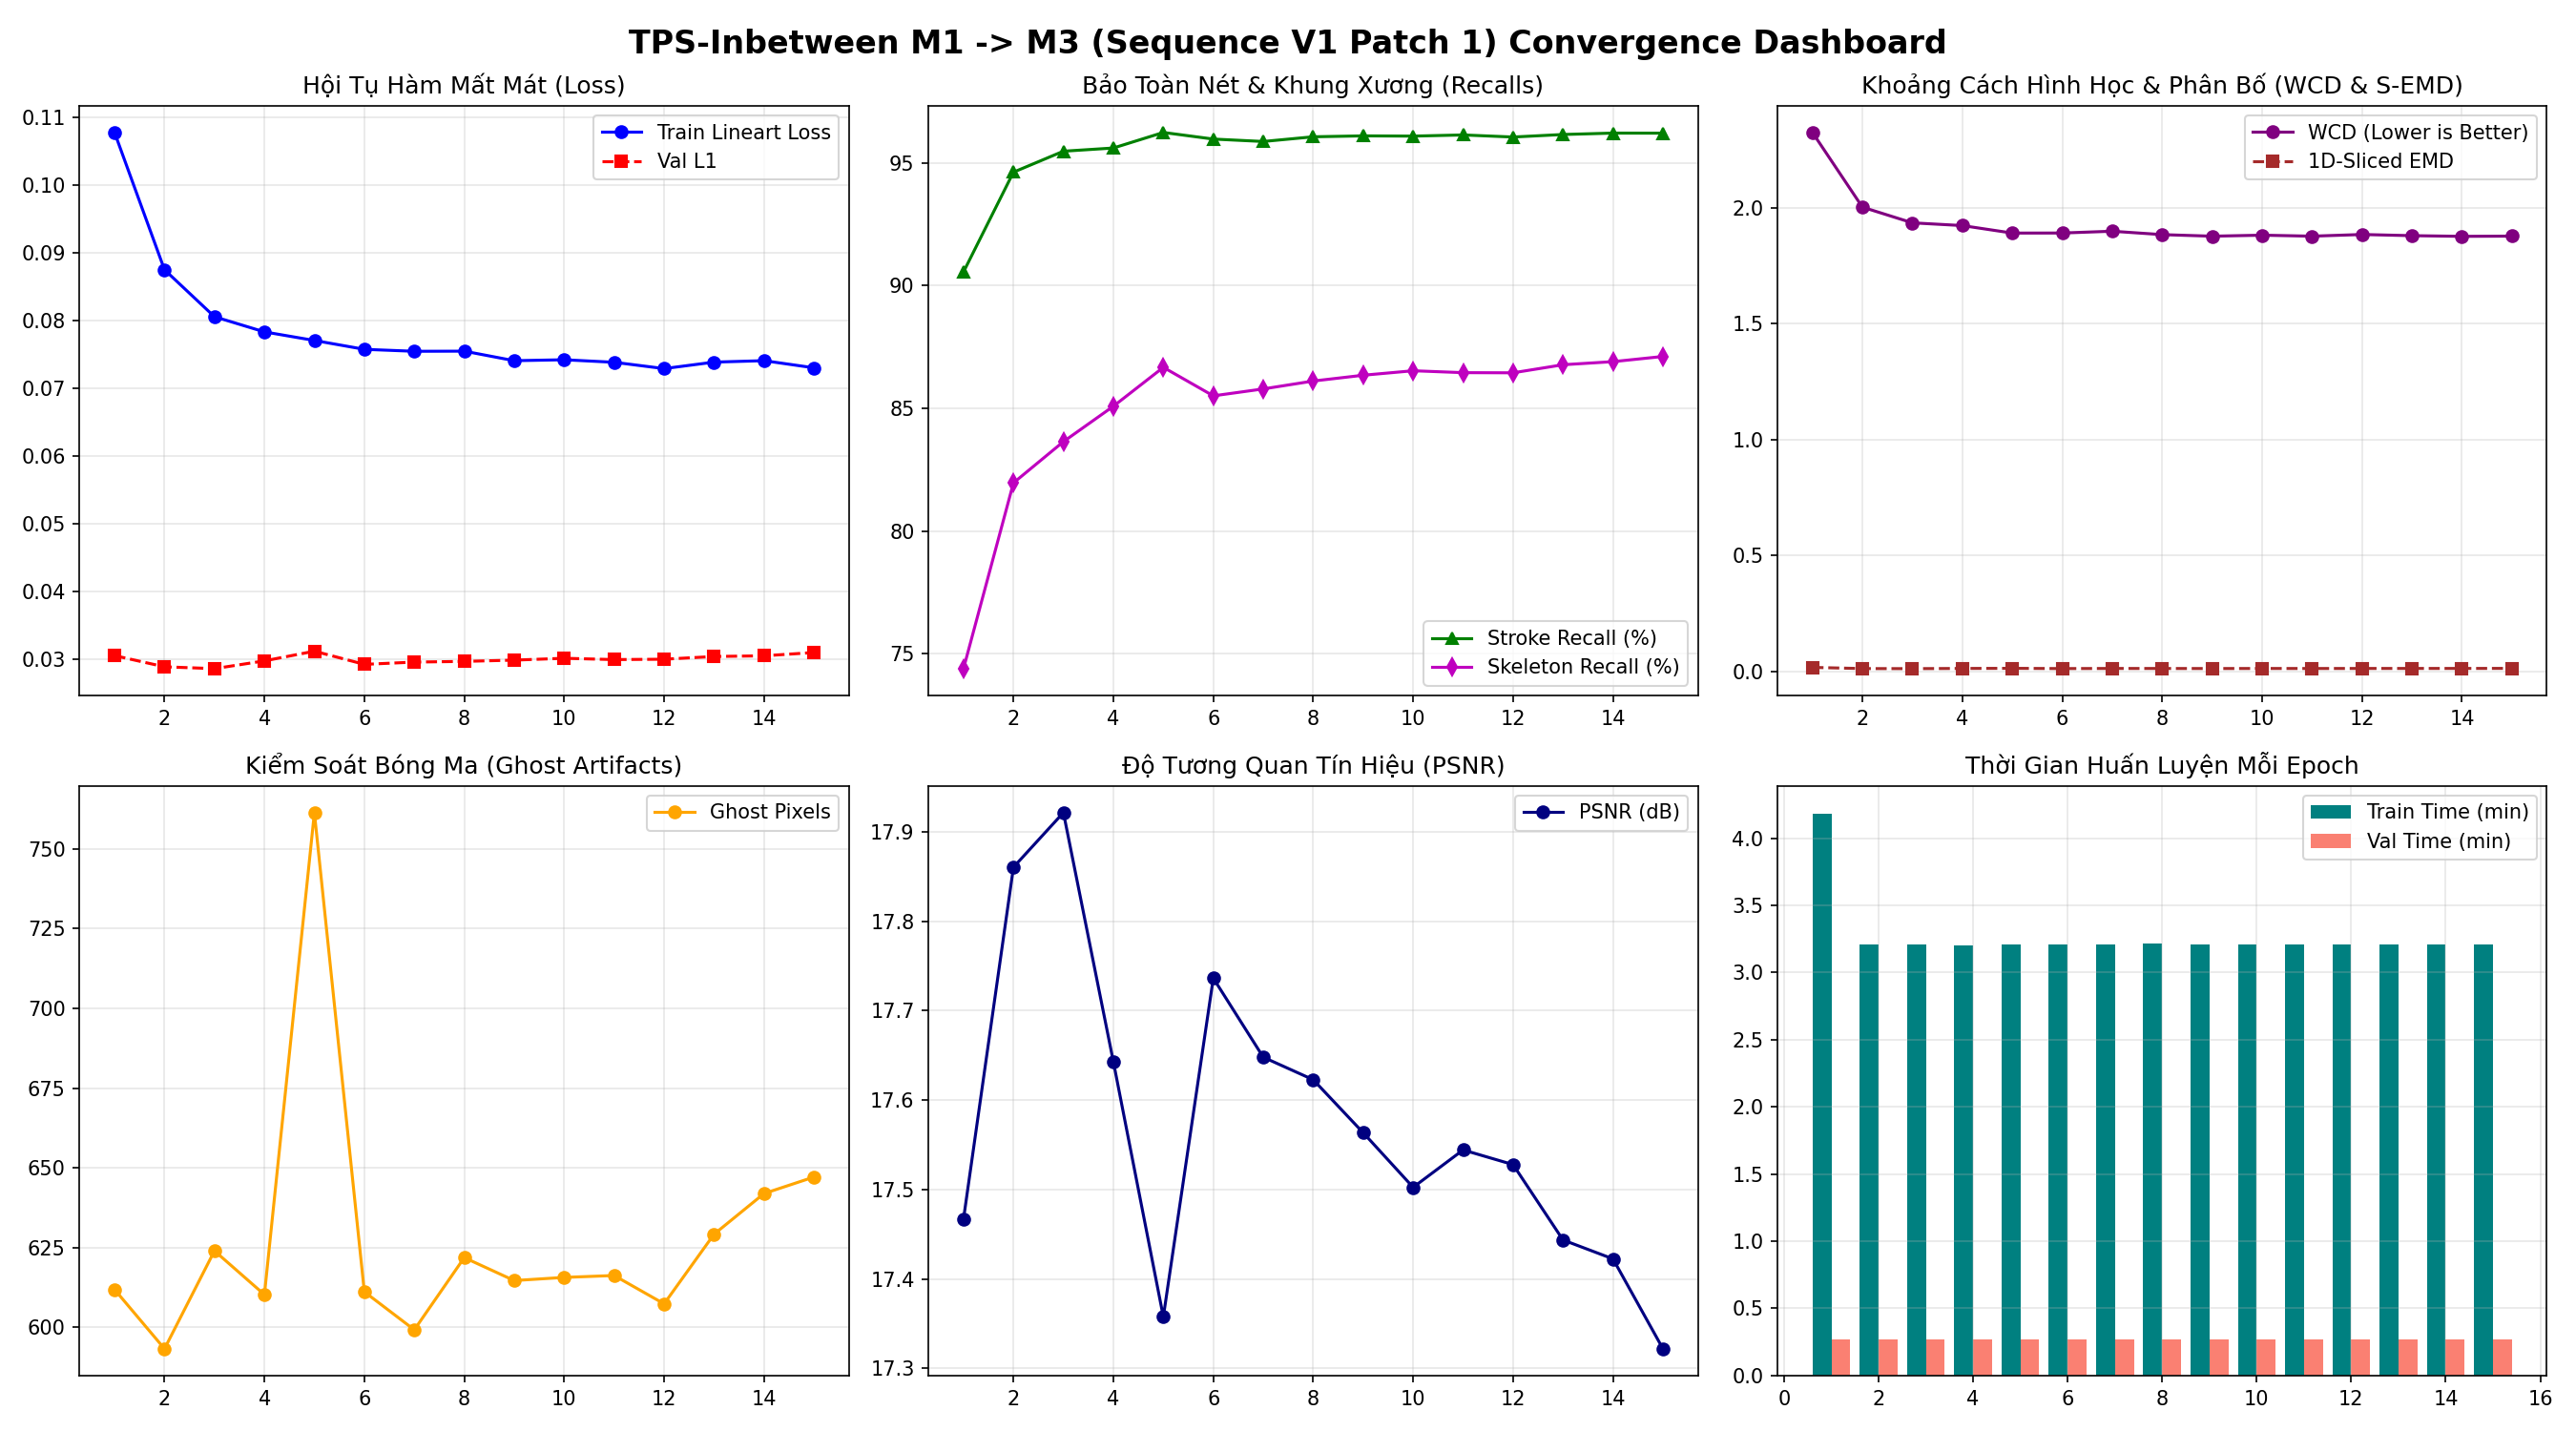 TPS-Inbetween M1 -> M3 (Sequence V1 Patch 1) Convergence Dashboard
Hội Tụ Hàm Mất Mát (Loss)
0.11
0.10
0.09
0.08
0.07
0.06
0.05
0.04
0.03
2 4 6 8 10 12 14
Train Lineart Loss
Val L1
Bảo Toàn Nét & Khung Xương (Recalls)
95
90
85
80
75
2 4 6 8 10 12 14
Stroke Recall (%)
Skeleton Recall (%)
Khoảng Cách Hình Học & Phân Bố (WCD & S-EMD)
2.0
1.5
1.0
0.5
0.0
2 4 6 8 10 12 14
WCD (Lower is Better)
1D-Sliced EMD
Kiểm Soát Bóng Ma (Ghost Artifacts)
750
725
700
675
650
625
600
2 4 6 8 10 12 14
Ghost Pixels
Độ Tương Quan Tín Hiệu (PSNR)
17.9
17.8
17.7
17.6
17.5
17.4
17.3
2 4 6 8 10 12 14
PSNR (dB)
Thời Gian Huấn Luyện Mỗi Epoch
4.0
3.5
3.0
2.5
2.0
1.5
1.0
0.5
0.0
0 2 4 6 8 10 12 14 16
Train Time (min)
Val Time (min)